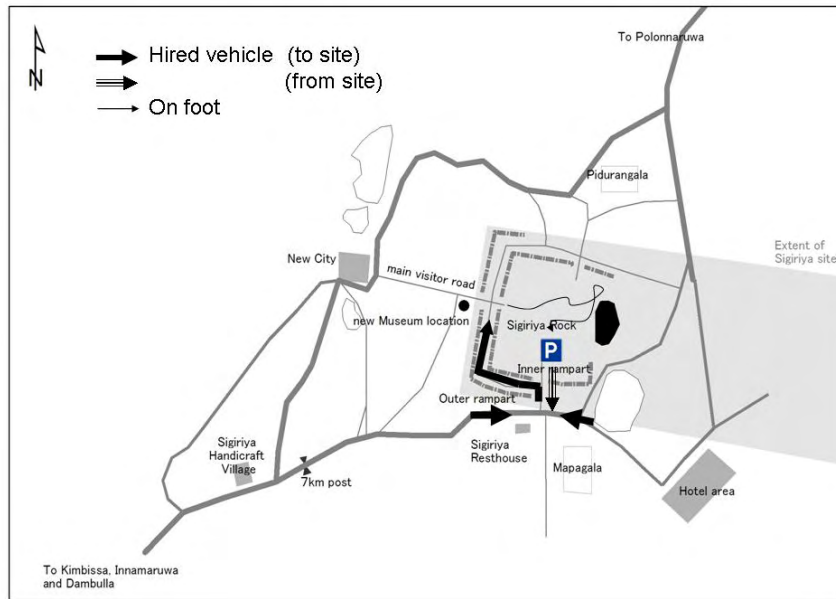 N
Hired vehicle (to site)
(from site)
On foot
To Polonnaruwa
Pidurangala
Extent of
Sigiriya site
New City
main visitor road
new Museum location
Sigiriya Rock
P
Inner rampart
Outer rampart
Sigiriya
Handicraft
Village
7km post
Sigiriya
Resthouse
Mapagala
Hotel area
To Kimbissa, Innamaruwa
and Dambulla